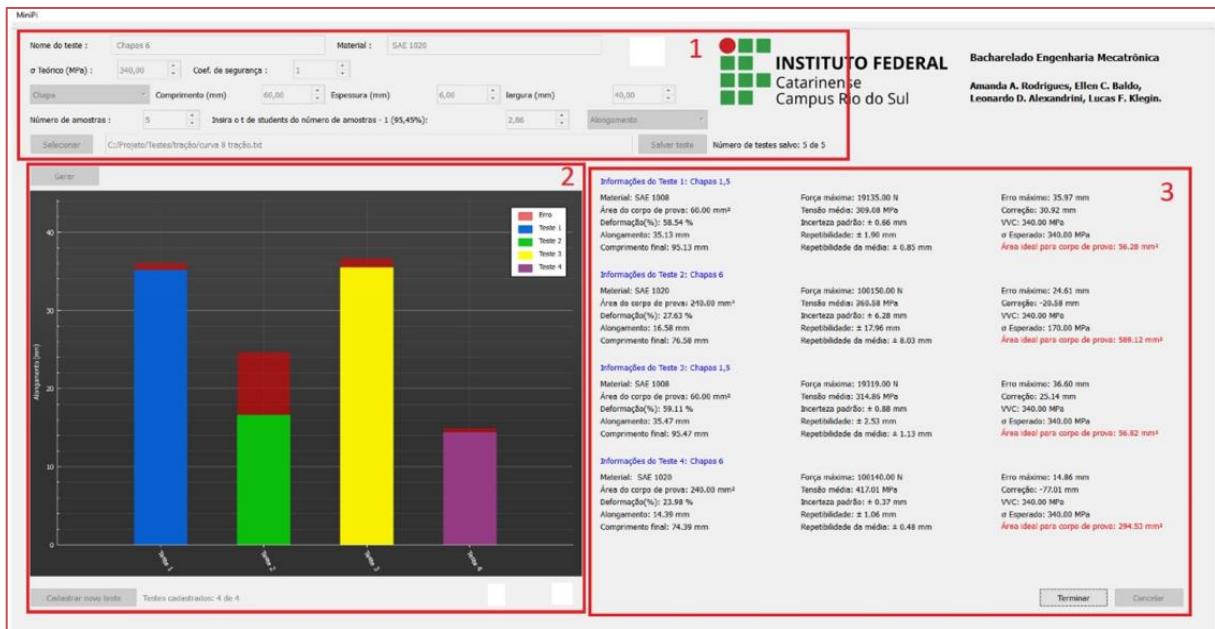 MiniPi
Nome do teste : Chapas 6 Material : SAE 1020
1
σ Teórico (MPa) : 340,00 Coef. de segurança : 1
Chapa Comprimento (mm) 60,00 Espessura (mm) 6,00 largura (mm) 40,00
Número de amostras : 5 Insira o t de students do número de amostras - 1 (95,45%): 2,86 Alongamento
Selecionar C:/Projeto/Testes/tração/curva 8 tração.txt Salvar teste Número de testes salvo: 5 de 5
INSTITUTO FEDERAL
Catarinense
Campus Rio do Sul
Bacharelado Engenharia Mecatrônica
Amanda A. Rodrigues, Ellen C. Baldo,
Leonardo D. Alexandrini, Lucas F. Klegin.
Gerar
2
Erro
Teste 1
Teste 2
Teste 3
Teste 4
Alongamento (mm)
40
30
20
10
0
Teste 1 Teste 2 Teste 3 Teste 4
Cadastrar novo teste Testes cadastrados: 4 de 4
3
Informações do Teste 1: Chapas 1,5
Material: SAE 1008 Força máxima: 19135.00 N Erro máximo: 35.97 mm
Área do corpo de prova: 60.00 mm² Tensão média: 309.08 MPa Correção: 30.92 mm
Deformação(%): 58.54 % Incerteza padrão: ± 0.66 mm VVC: 340.00 MPa
Alongamento: 35.13 mm Repetibilidade: ± 1.90 mm σ Esperado: 340.00 MPa
Comprimento final: 95.13 mm Repetibilidade da média: ± 0.85 mm Área ideal para corpo de prova: 56.28 mm²
Informações do Teste 2: Chapas 6
Material: SAE 1020 Força máxima: 100150.00 N Erro máximo: 24.61 mm
Área do corpo de prova: 240.00 mm² Tensão média: 360.58 MPa Correção: -20.58 mm
Deformação(%): 27.63 % Incerteza padrão: ± 6.28 mm VVC: 340.00 MPa
Alongamento: 16.58 mm Repetibilidade: ± 17.96 mm σ Esperado: 170.00 MPa
Comprimento final: 76.58 mm Repetibilidade da média: ± 8.03 mm Área ideal para corpo de prova: 589.12 mm²
Informações do Teste 3: Chapas 1,5
Material: SAE 1008 Força máxima: 19319.00 N Erro máximo: 36.60 mm
Área do corpo de prova: 60.00 mm² Tensão média: 314.86 MPa Correção: 25.14 mm
Deformação(%): 59.11 % Incerteza padrão: ± 0.88 mm VVC: 340.00 MPa
Alongamento: 35.47 mm Repetibilidade: ± 2.53 mm σ Esperado: 340.00 MPa
Comprimento final: 95.47 mm Repetibilidade da média: ± 1.13 mm Área ideal para corpo de prova: 56.82 mm²
Informações do Teste 4: Chapas 6
Material: SAE 1020 Força máxima: 100140.00 N Erro máximo: 14.86 mm
Área do corpo de prova: 240.00 mm² Tensão média: 417.01 MPa Correção: -77.01 mm
Deformação(%): 23.98 % Incerteza padrão: ± 0.37 mm VVC: 340.00 MPa
Alongamento: 14.39 mm Repetibilidade: ± 1.06 mm σ Esperado: 340.00 MPa
Comprimento final: 74.39 mm Repetibilidade da média: ± 0.48 mm Área ideal para corpo de prova: 294.53 mm²
Terminar Cancelar